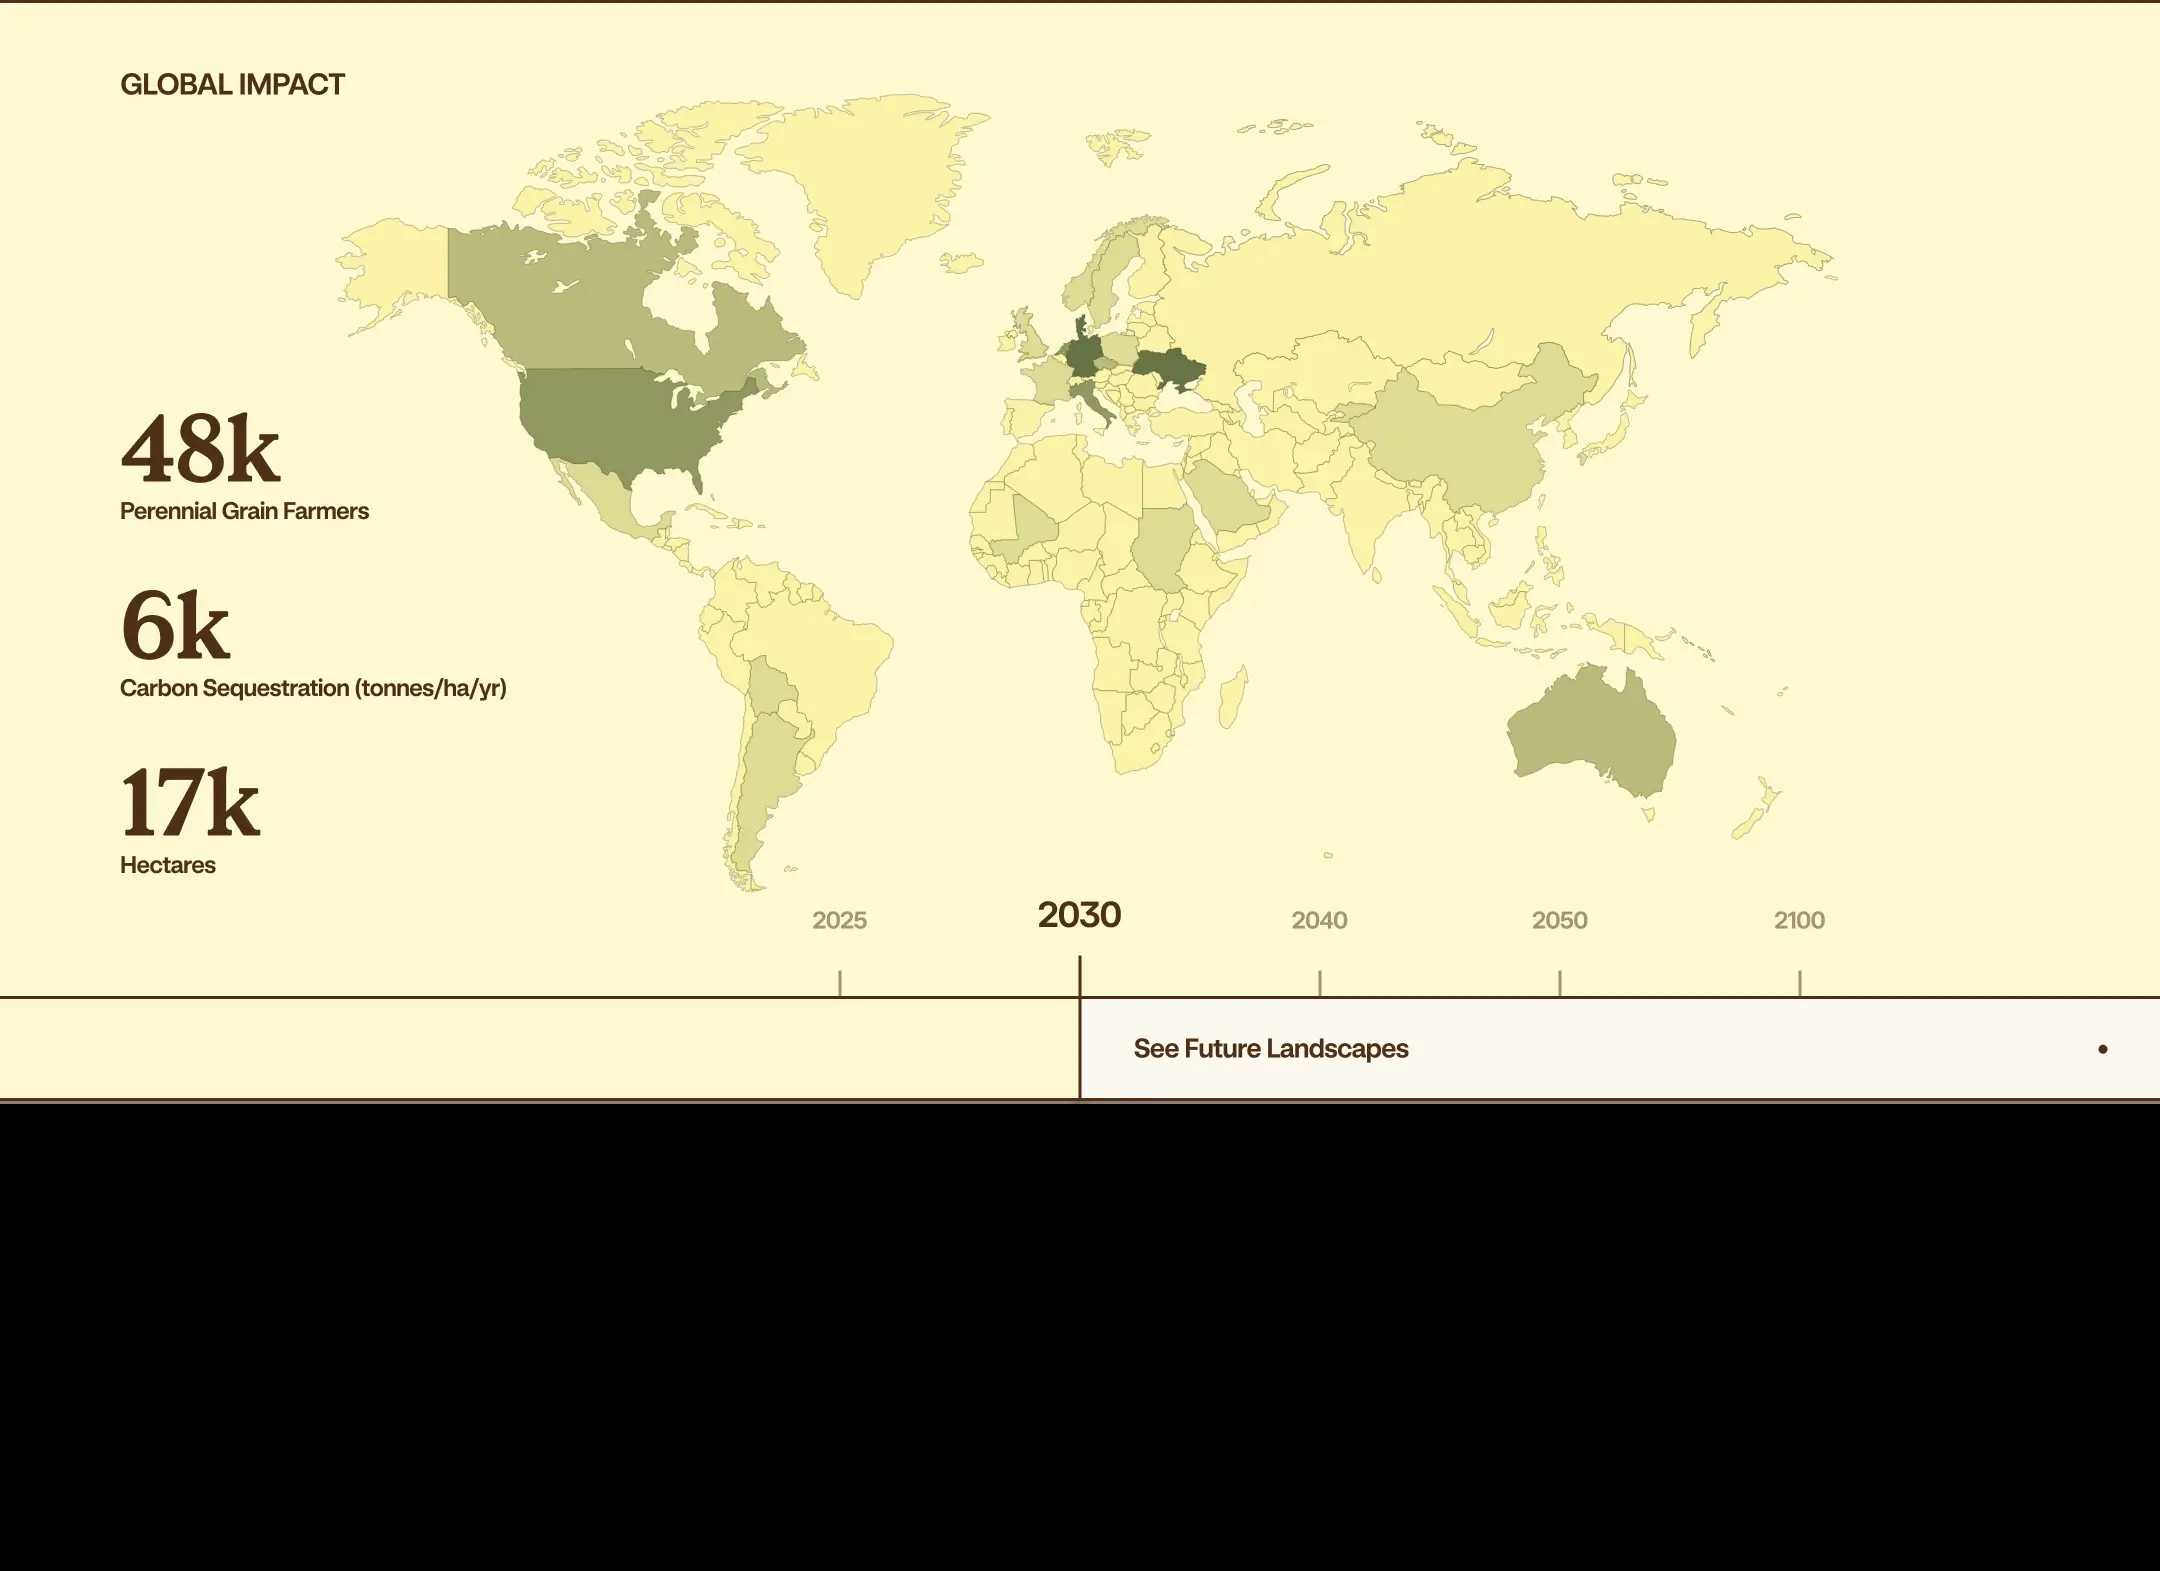 GLOBAL IMPACT
48k
Perennial Grain Farmers
6k
Carbon Sequestration (tonnes/ha/yr)
17k
Hectares
2025
2030
2040
2050
2100
See Future Landscapes